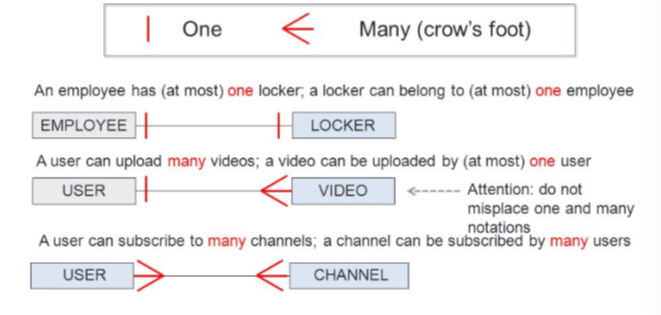 One Many (crow's foot)
An employee has (at most) one locker; a locker can belong to (at most) one employee
EMPLOYEE LOCKER
A user can upload many videos; a video can be uploaded by (at most) one user
USER VIDEO Attention: do not
misplace one and many
notations
A user can subscribe to many channels; a channel can be subscribed by many users
USER CHANNEL